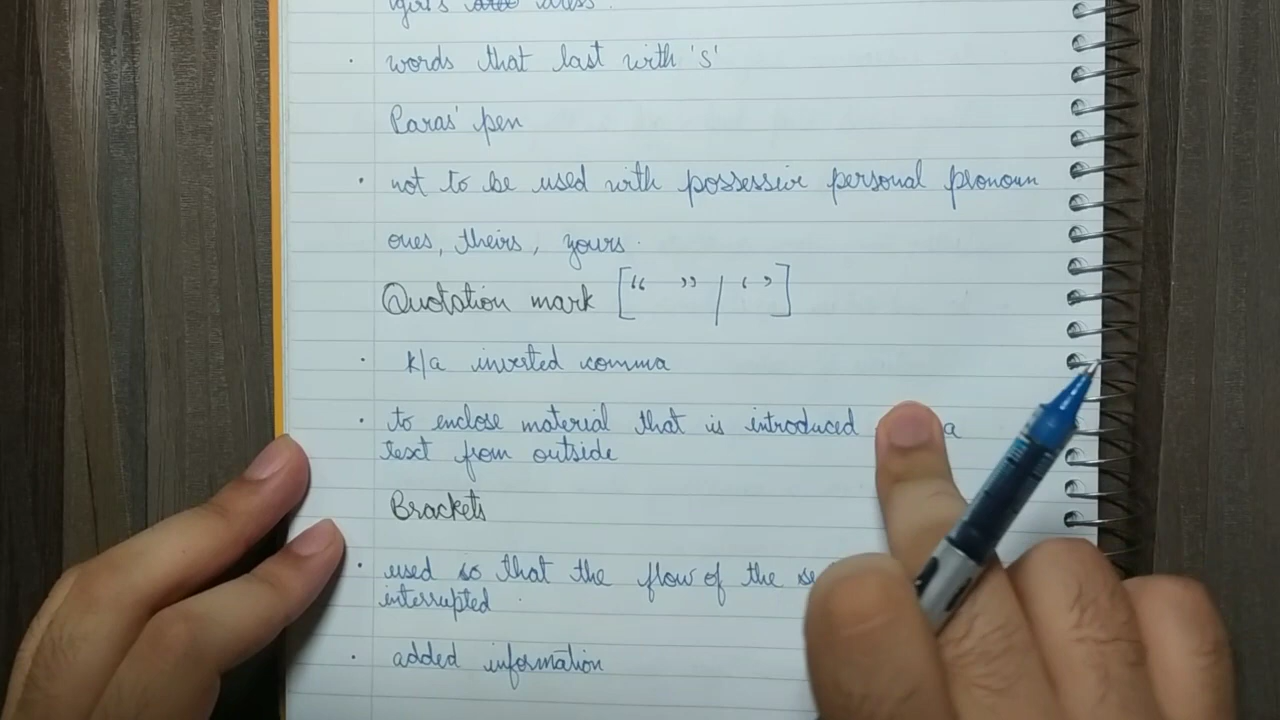 girl's dress.
· words that last with 's'
Paras' pen
· not to be used with possessive personal pronoun
ours, theirs, yours.
Quotation mark [“ ” / ‘ ’]
· k/a inverted comma
· to enclose material that is introduced a
text from outside
Brackets
· used so that the flow of the
interrupted.
· added information